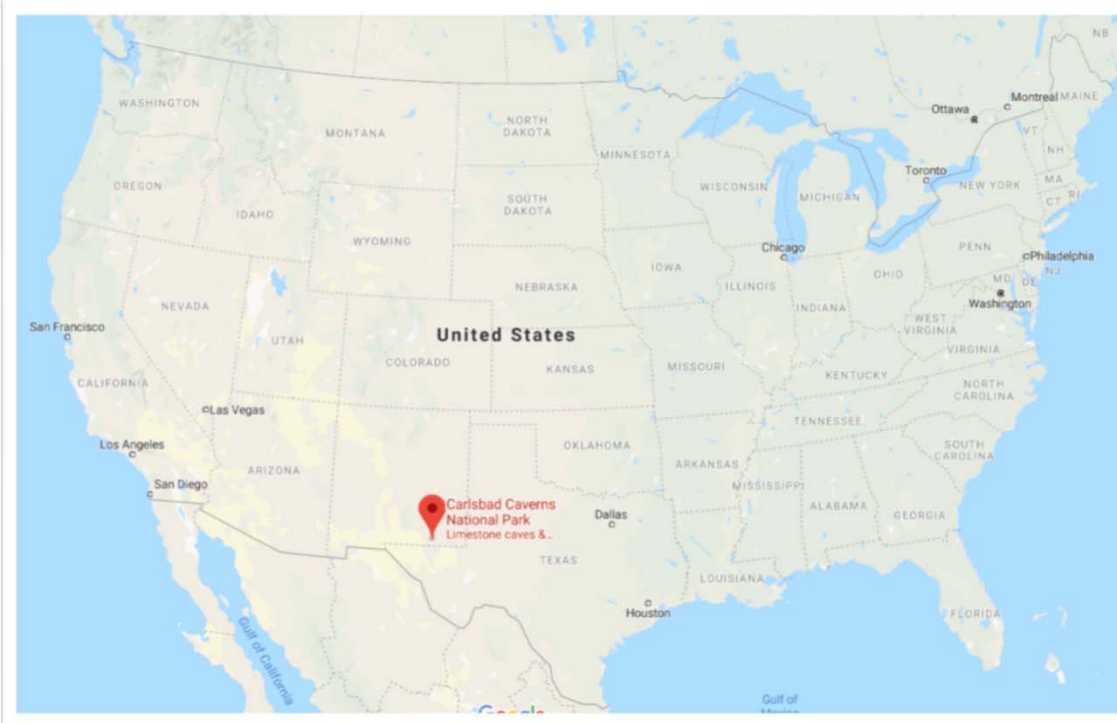 NB
WASHINGTON
MONTANA
NORTH
DAKOTA
MINNESOTA
Ottawa
Montreal
MAINE
VT
NH
OREGON
IDAHO
SOUTH
DAKOTA
WISCONSIN
MICHIGAN
Toronto
NEW YORK
MA
CT
RI
WYOMING
IOWA
Chicago
PENN
Philadelphia
NEBRASKA
ILLINOIS
INDIANA
OHIO
MD
DE
NJ
Washington
NEVADA
UTAH
COLORADO
United States
KANSAS
MISSOURI
WEST
VIRGINIA
VIRGINIA
KENTUCKY
San Francisco
CALIFORNIA
Las Vegas
NORTH
CAROLINA
TENNESSEE
Los Angeles
ARIZONA
OKLAHOMA
ARKANSAS
SOUTH
CAROLINA
San Diego
MISSISSIPPI
ALABAMA
GEORGIA
Carlsbad Caverns
National Park
Limestone caves &...
Dallas
TEXAS
LOUISIANA
Houston
FLORIDA
Gulf of California
Google
Gulf of
Mexico